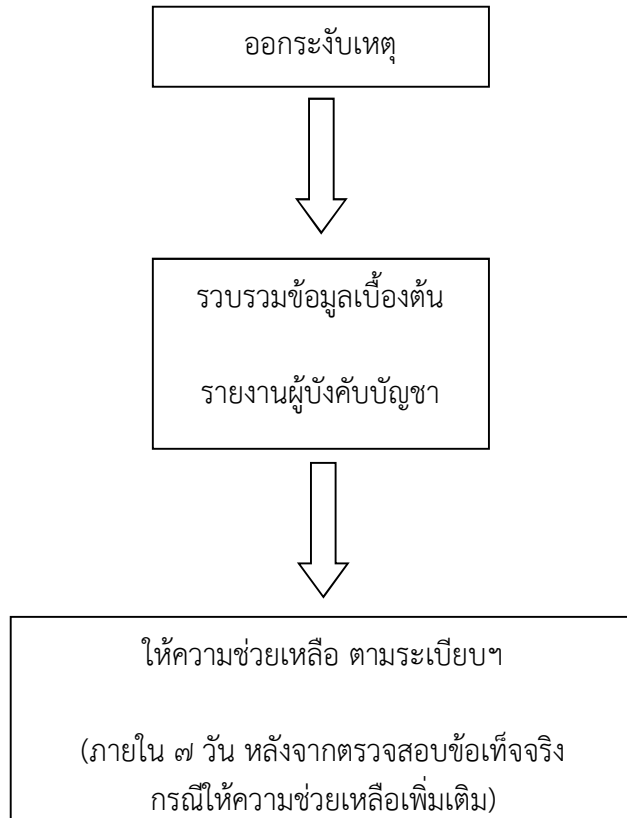 ออกระงับเหตุ
รวบรวมข้อมูลเบื้องต้น
รายงานผู้บังคับบัญชา
ให้ความช่วยเหลือ ตามระเบียบฯ
(ภายใน ๗ วัน หลังจากตรวจสอบข้อเท็จจริง
กรณีให้ความช่วยเหลือเพิ่มเติม)